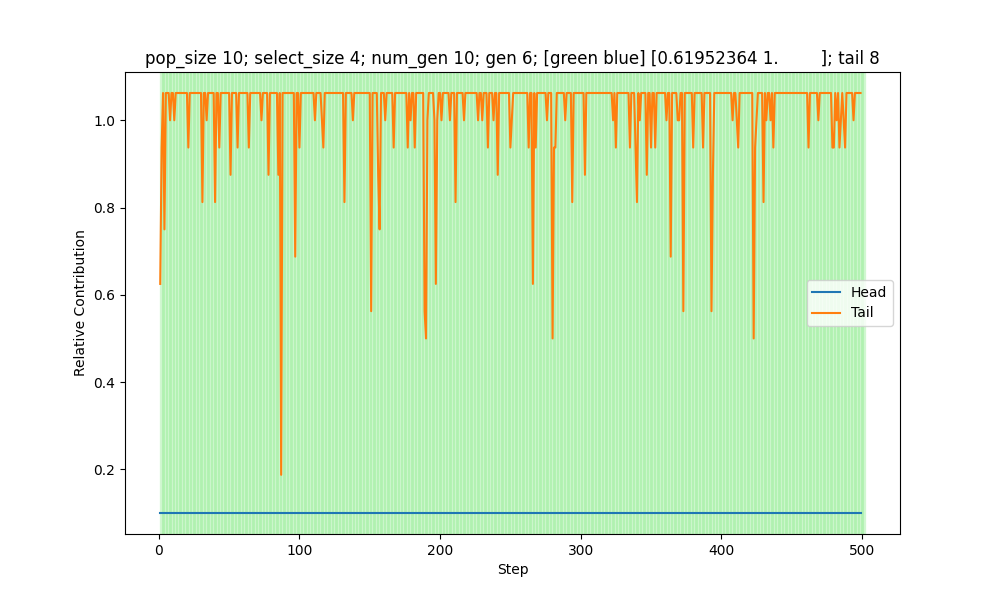 pop_size 10; select_size 4; num_gen 10; gen 6; [green blue] [0.61952364 1.        ]; tail 8
Relative Contribution
1.0
0.8
0.6
0.4
0.2
Head
Tail
0 100 200 300 400 500
Step